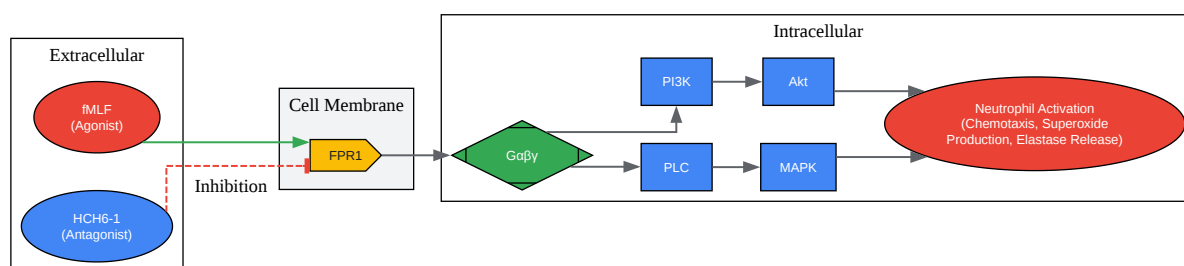 Extracellular
fMLF
(Agonist)
HCH6-1
(Antagonist)
Inhibition
Cell Membrane
FPR1
Intracellular
Gαβγ
PI3K
Akt
PLC
MAPK
Neutrophil Activation
(Chemotaxis, Superoxide
Production, Elastase Release)